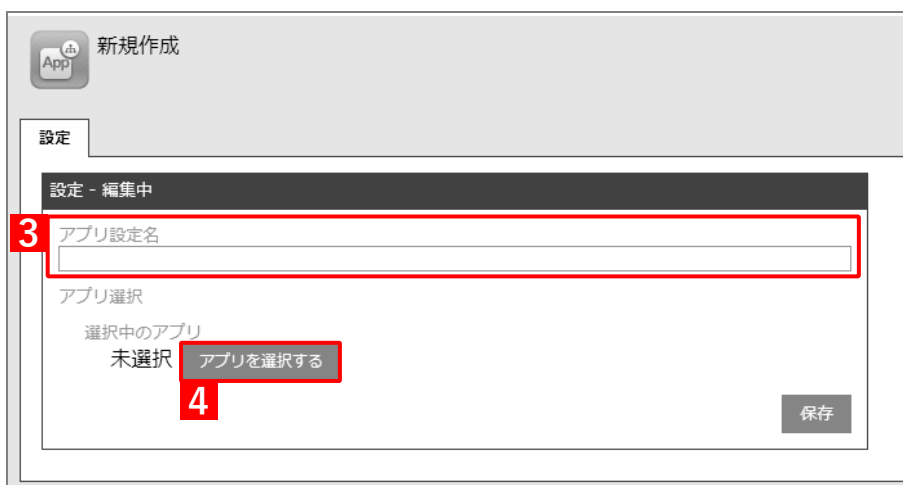 App
新規作成
設定
設定 - 編集中
3
アプリ設定名
アプリ選択
選択中のアプリ
未選択 アプリを選択する
4
保存